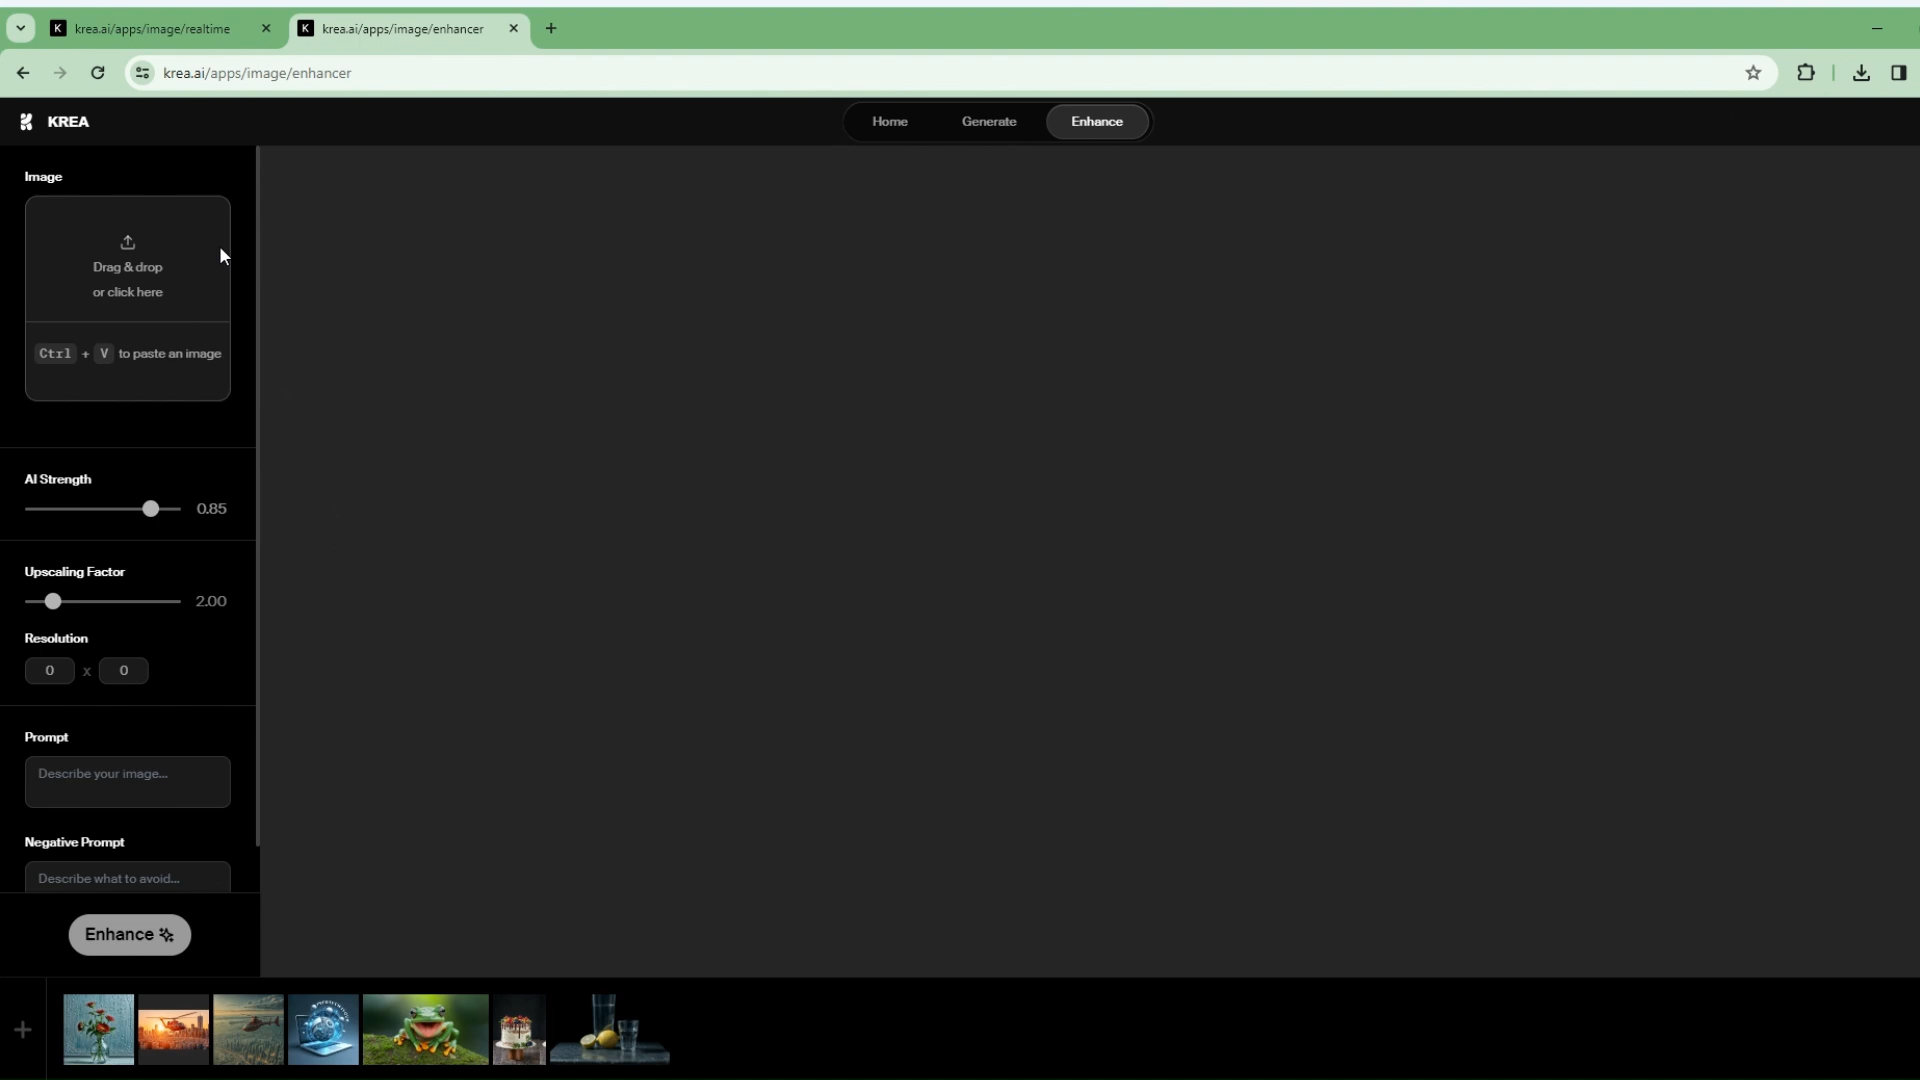 krea.ai/apps/image/realtime
krea.ai/apps/image/enhancer
krea.ai/apps/image/enhancer
KREA
Home
Generate
Enhance
Image
Drag & drop
or click here
Ctrl + V to paste an image
AI Strength
0.85
Upscaling Factor
2.00
Resolution
0 x 0
Prompt
Describe your image...
Negative Prompt
Describe what to avoid...
Enhance